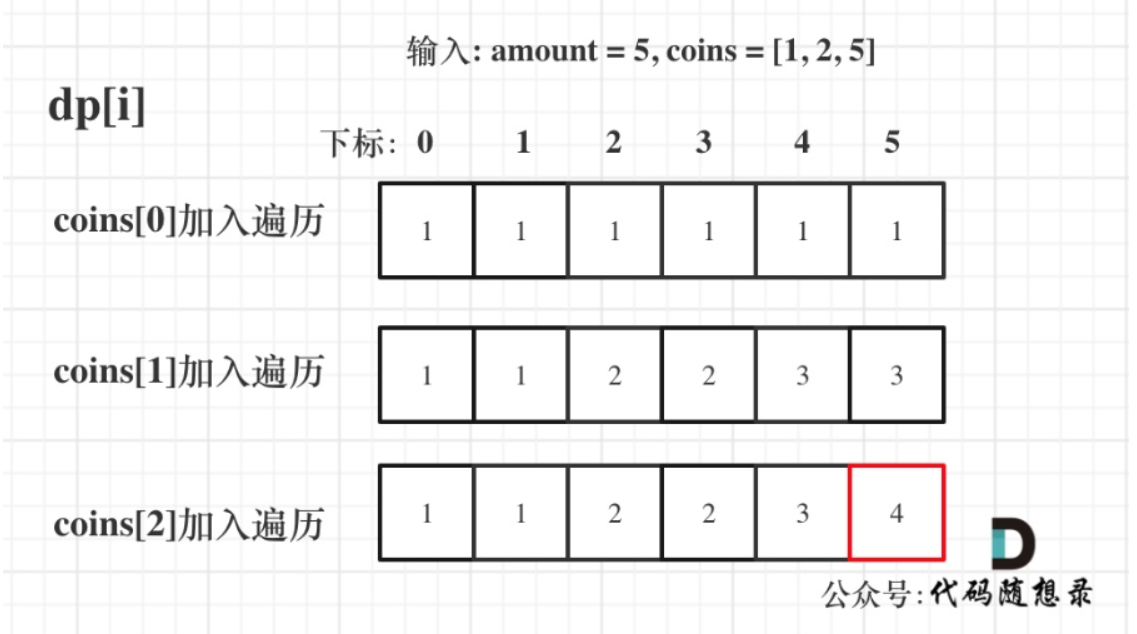 输入: amount = 5, coins = [1, 2, 5]
dp[i]
下标: 0 1 2 3 4 5
coins[0]加入遍历 1 1 1 1 1 1
coins[1]加入遍历 1 1 2 2 3 3
coins[2]加入遍历 1 1 2 2 3 4
公众号:代码随想录